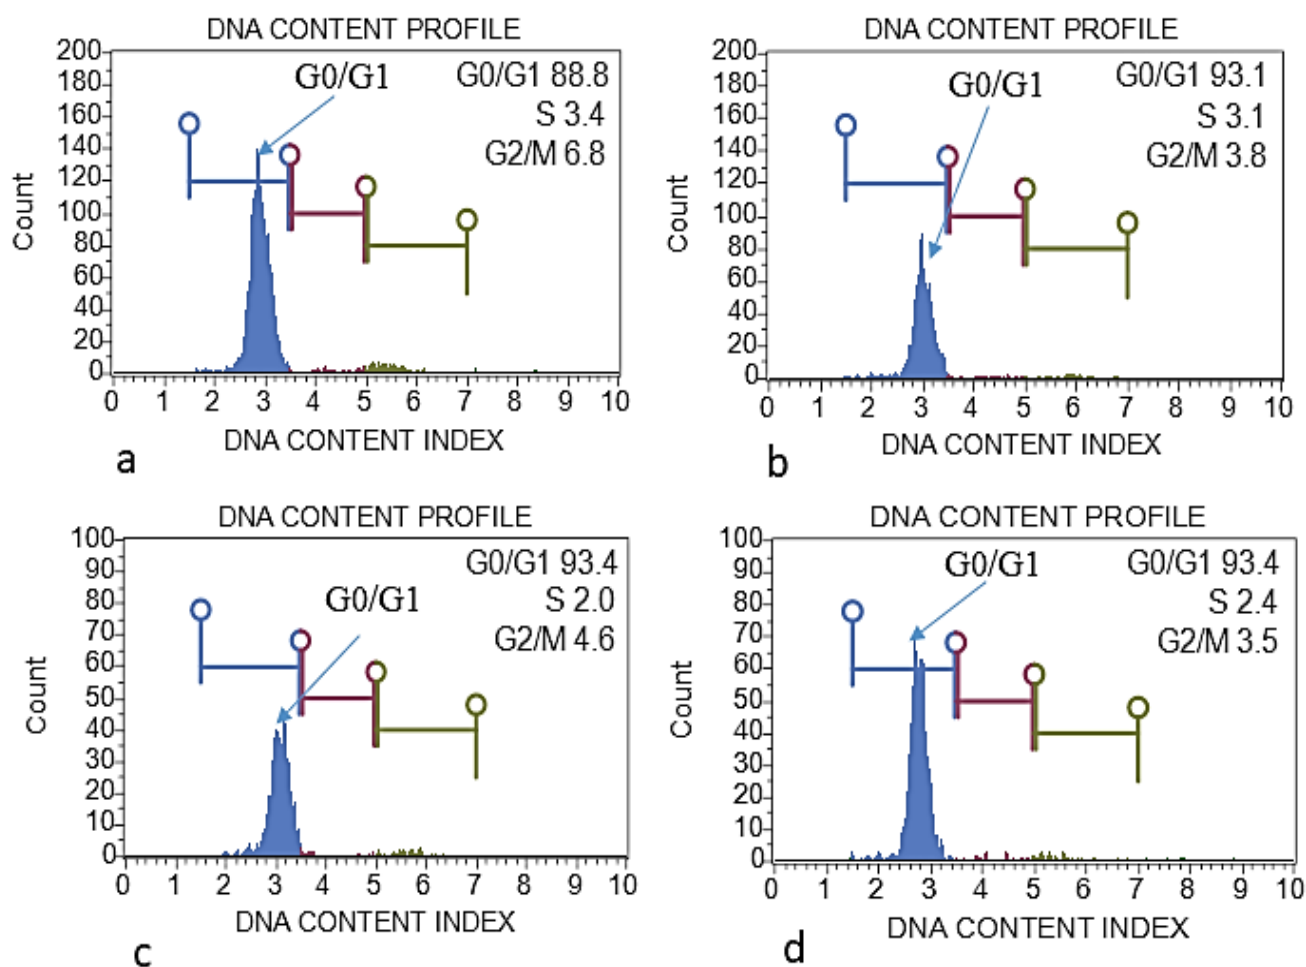 DNA CONTENT PROFILE
200
180
160
140
120
100
80
60
40
20
0
Count
G0/G1
G0/G1 88.8
S 3.4
G2/M 6.8
0 1 2 3 4 5 6 7 8 9 10
DNA CONTENT INDEX
a
DNA CONTENT PROFILE
200
180
160
140
120
100
80
60
40
20
0
Count
G0/G1
G0/G1 93.1
S 3.1
G2/M 3.8
0 1 2 3 4 5 6 7 8 9 10
DNA CONTENT INDEX
b
DNA CONTENT PROFILE
100
90
80
70
60
50
40
30
20
10
0
Count
G0/G1
G0/G1 93.4
S 2.0
G2/M 4.6
0 1 2 3 4 5 6 7 8 9 10
DNA CONTENT INDEX
c
DNA CONTENT PROFILE
100
90
80
70
60
50
40
30
20
10
0
Count
G0/G1
G0/G1 93.4
S 2.4
G2/M 3.5
0 1 2 3 4 5 6 7 8 9 10
DNA CONTENT INDEX
d